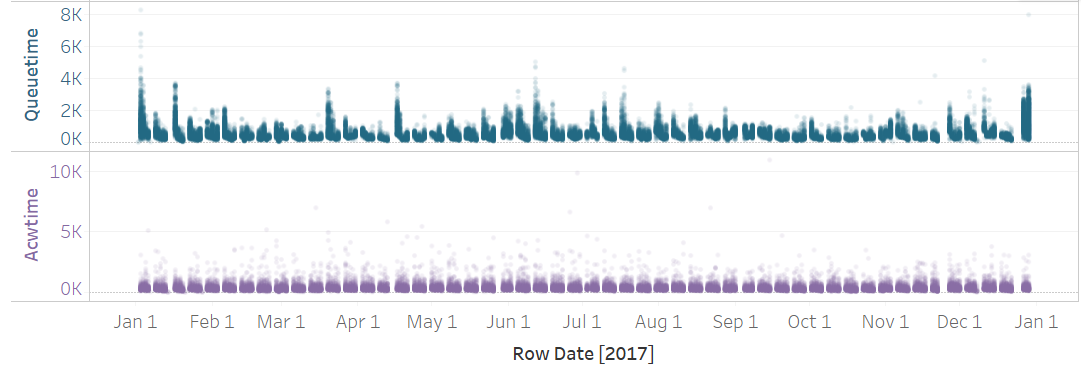 Queuetime
8K
6K
4K
2K
0K
Acwtime
10K
5K
0K
Jan 1 Feb 1 Mar 1 Apr 1 May 1 Jun 1 Jul 1 Aug 1 Sep 1 Oct 1 Nov 1 Dec 1 Jan 1
Row Date [2017]